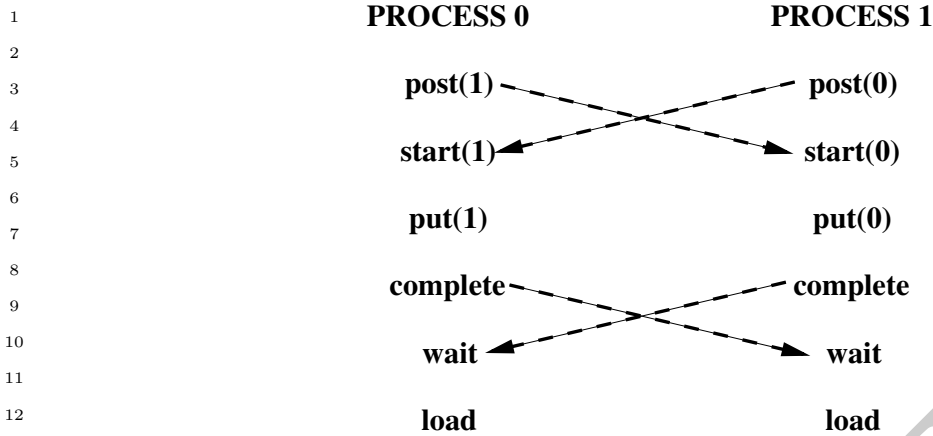 1 PROCESS 0 PROCESS 1
2
3 post(1) post(0)
4
5 start(1) start(0)
6
7 put(1) put(0)
8 complete complete
9
10 wait wait
11
12 load load